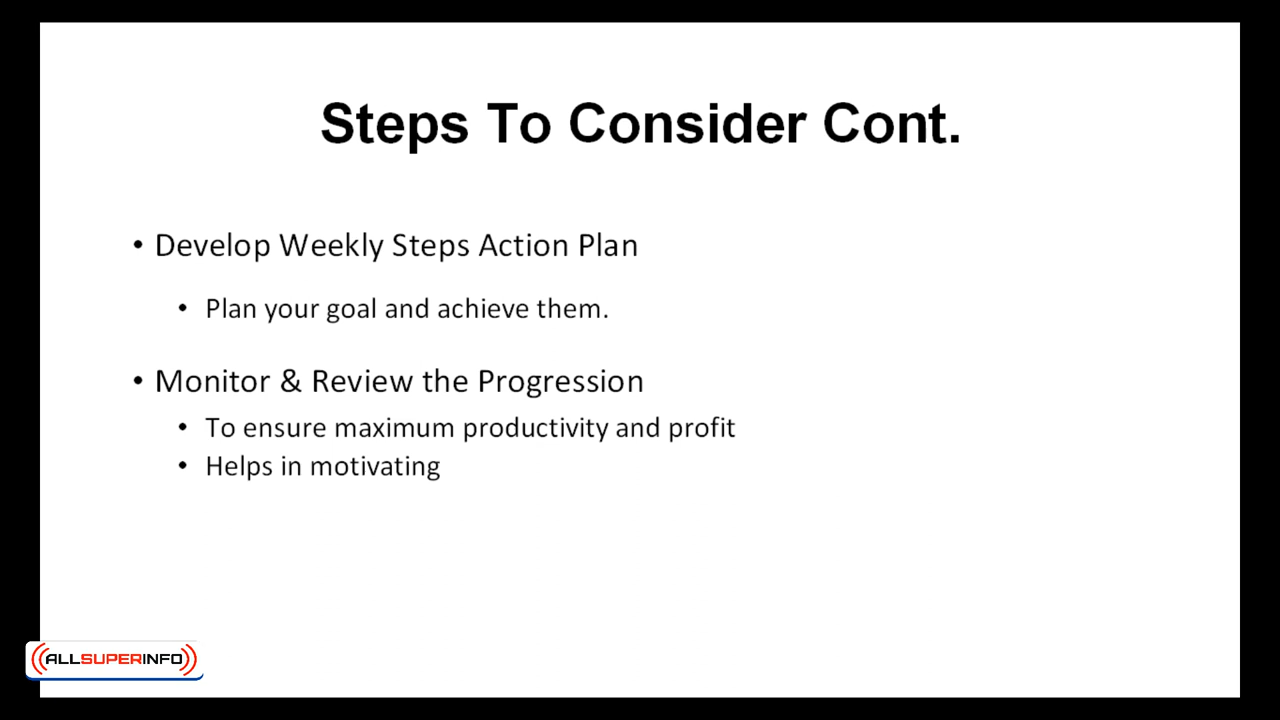 Steps To Consider Cont.
• Develop Weekly Steps Action Plan
• Plan your goal and achieve them.
• Monitor & Review the Progression
• To ensure maximum productivity and profit
• Helps in motivating
ALLSUPERINFO